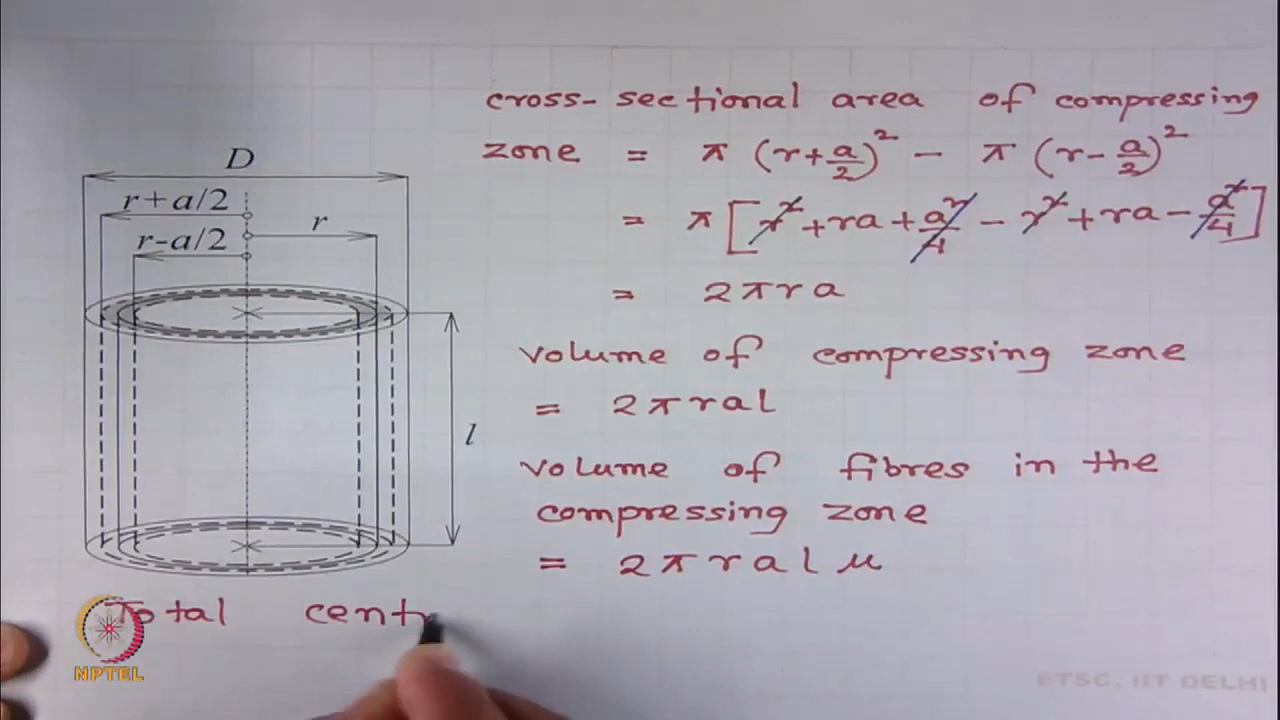 cross-sectional area of compressing
zone = π (r+a/2)² - π (r-a/2)²
= π [r² + ra + a²/4 - r² + ra - a²/4]
= 2πra
volume of compressing zone
= 2πral
volume of fibres in the
compressing zone
= 2πralμ
D
r+a/2
r
r-a/2
l
Total centr
NPTEL
ETSC, IIT DELHI